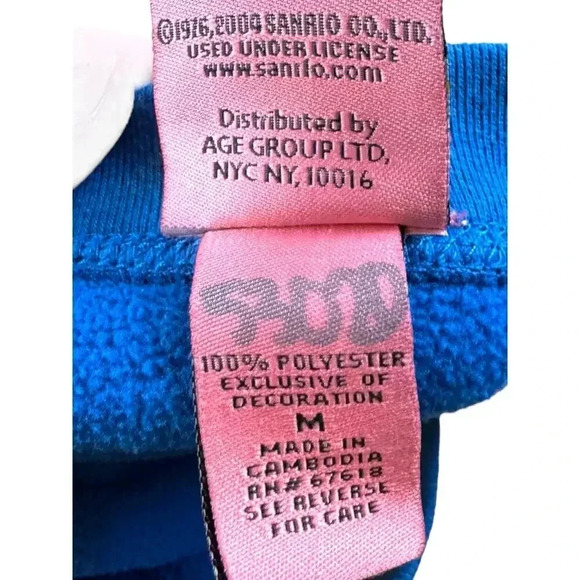 ©1976, 2004 SANRIO CO., LTD.
USED UNDER LICENSE
www.sanrio.com
Distributed by
AGE GROUP LTD,
NYC NY, 10016
100% POLYESTER
EXCLUSIVE OF
DECORATION
M
MADE IN
CAMBODIA
RN# 67618
SEE REVERSE
FOR CARE